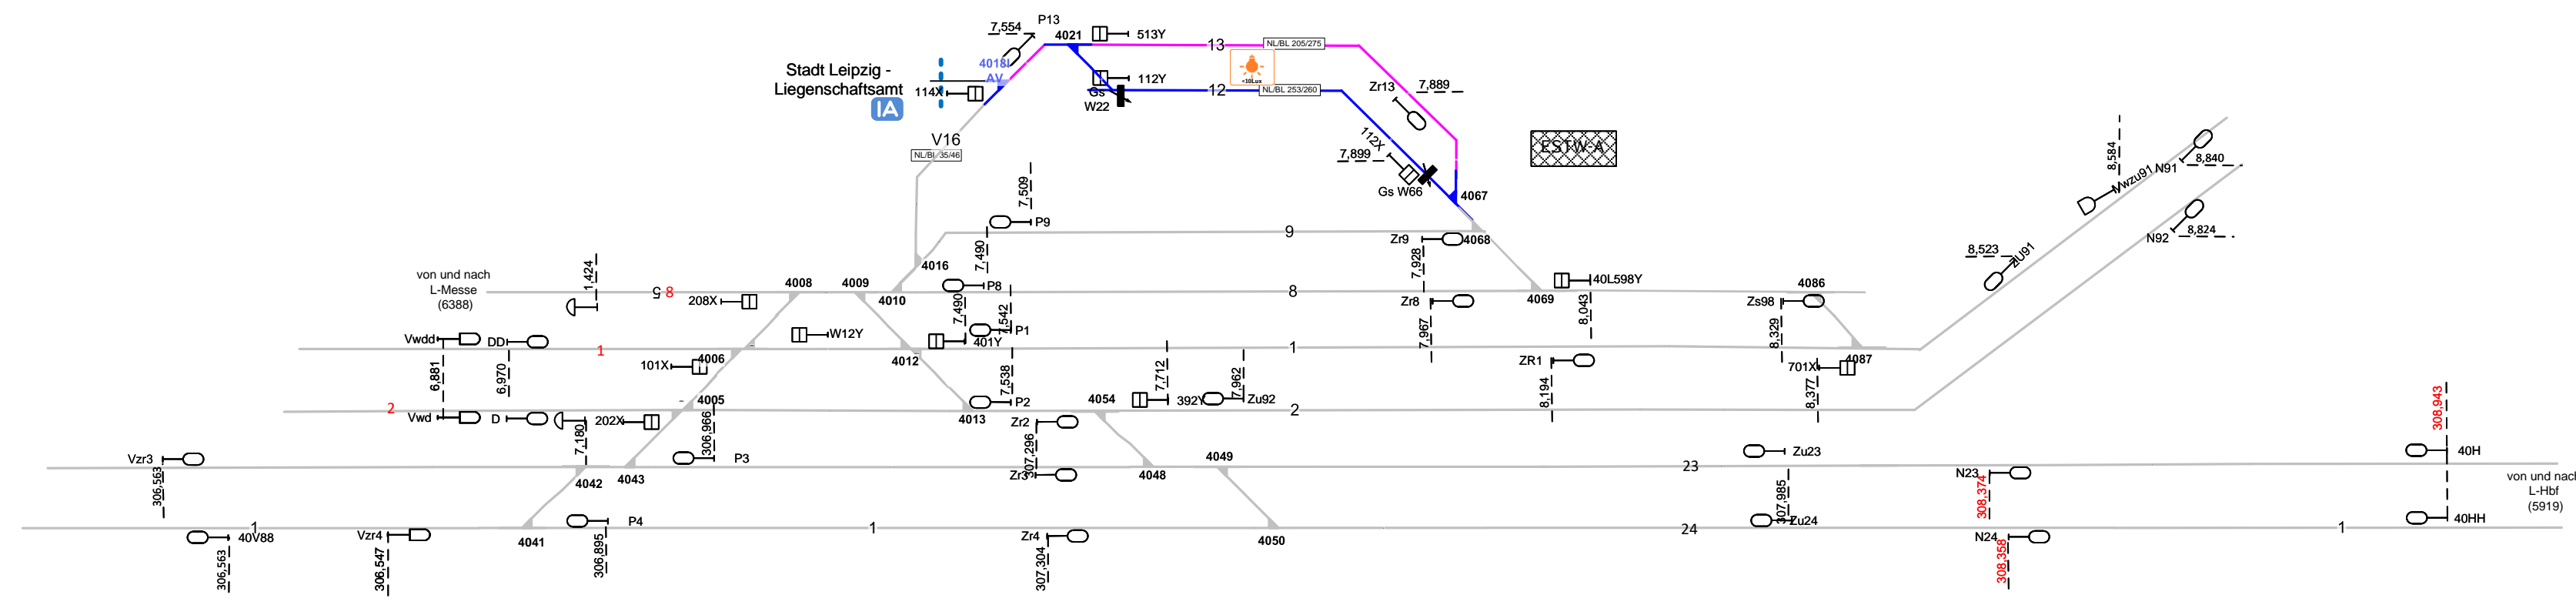 7,554
P13
4021
513Y
13
NL/BL 205/275
4018I
AV
Stadt Leipzig -
Liegenschaftsamt
IA
114X
112Y
Gs
W22
12
<10Lux
NL/BL 253/260
Zr13
7,889
112X
7,899
Gs W66
4067
ESTW-A
V16
NL/BL 35/46
8,584
Mwzu91
N91
8,840
N92
8,824
8,523
ZU91
7,509
P9
7,490
9
Zr9
4068
7,928
4016
von und nach
L-Messe
(6388)
1,424
5
8
208X
4008
4009
4010
P8
7,490
7,542
8
Zr8
7,967
4069
40L598Y
8,043
4086
Zs98
8,329
Vwdd
DD
1
W12Y
P1
401Y
1
101X
4006
4012
ZR1
8,194
701X
4087
8,377
6,881
6,970
7,538
7,712
7,962
2
4005
Vwd
D
202X
7,180
306,966
P2
4013
4054
392Y
Zu92
2
Zr2
307,296
Zr3
308,943
Vzr3
306,563
P3
4042
4043
4048
4049
23
Zu23
307,985
N23
308,374
40H
von und nach
L-Hbf
(5919)
1
40V88
306,563
Vzr4
306,547
4041
P4
306,895
1
Zr4
307,304
4050
24
Zu24
N24
308,358
1
40HH